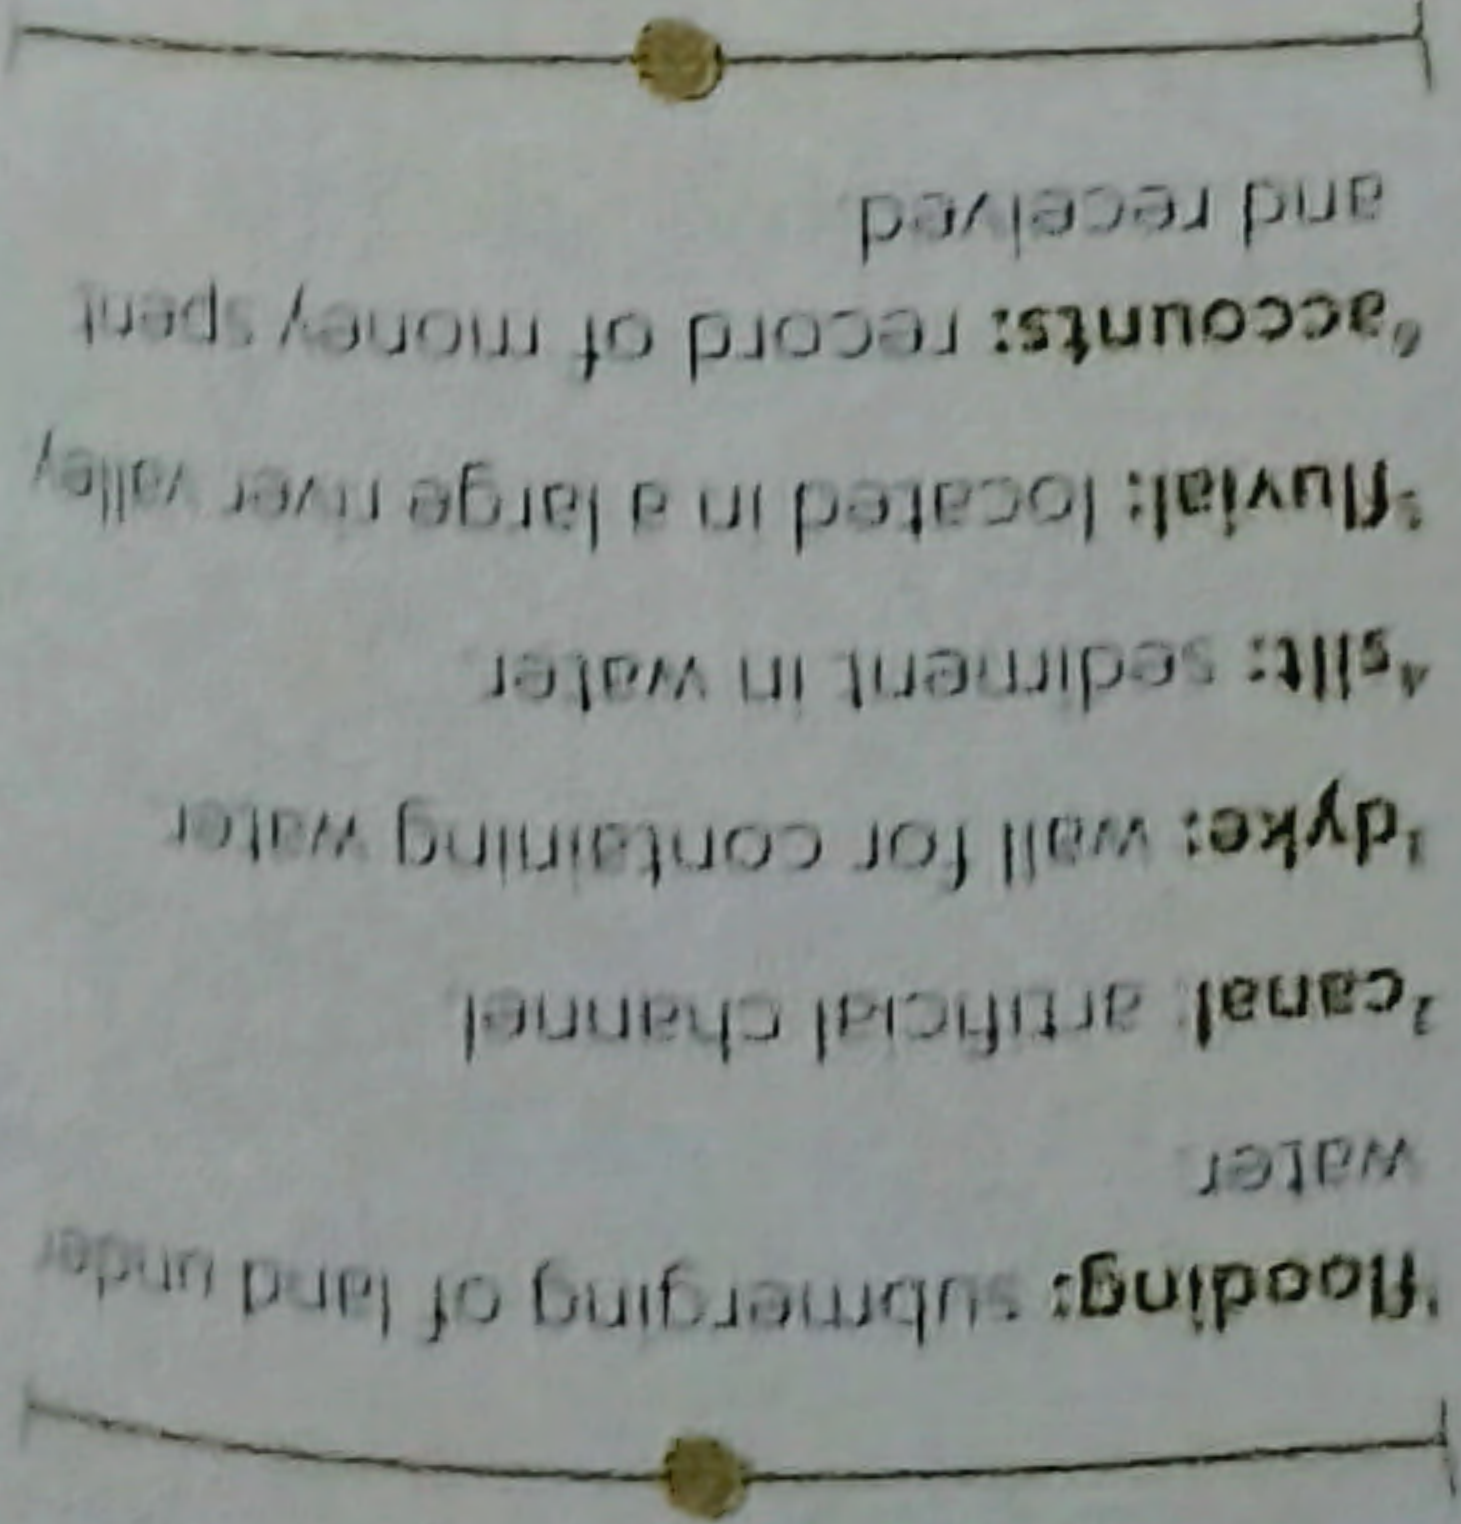 ¹flooding: submerging of land under
water.
²canal: artificial channel.
³dyke: wall for containing water.
⁴silt: sediment in water.
⁵fluvial: located in a large river valley.
⁶accounts: record of money spent
and received.